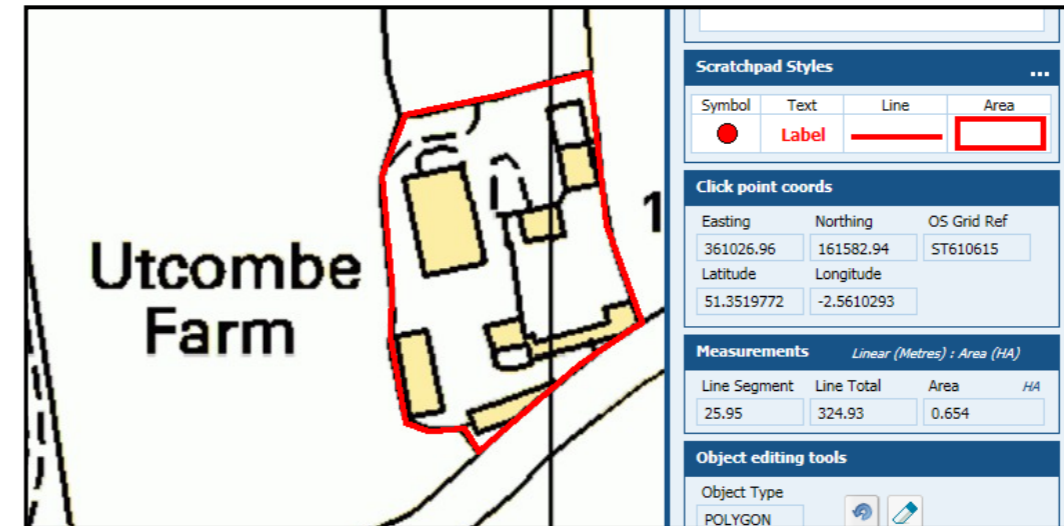 Utcombe
Farm
1
Scratchpad Styles ...
Symbol Text Line Area
Label
Click point coords
Easting Northing OS Grid Ref
361026.96 161582.94 ST610615
Latitude Longitude
51.3519772 -2.5610293
Measurements Linear (Metres) : Area (HA)
Line Segment Line Total Area HA
25.95 324.93 0.654
Object editing tools
Object Type
POLYGON